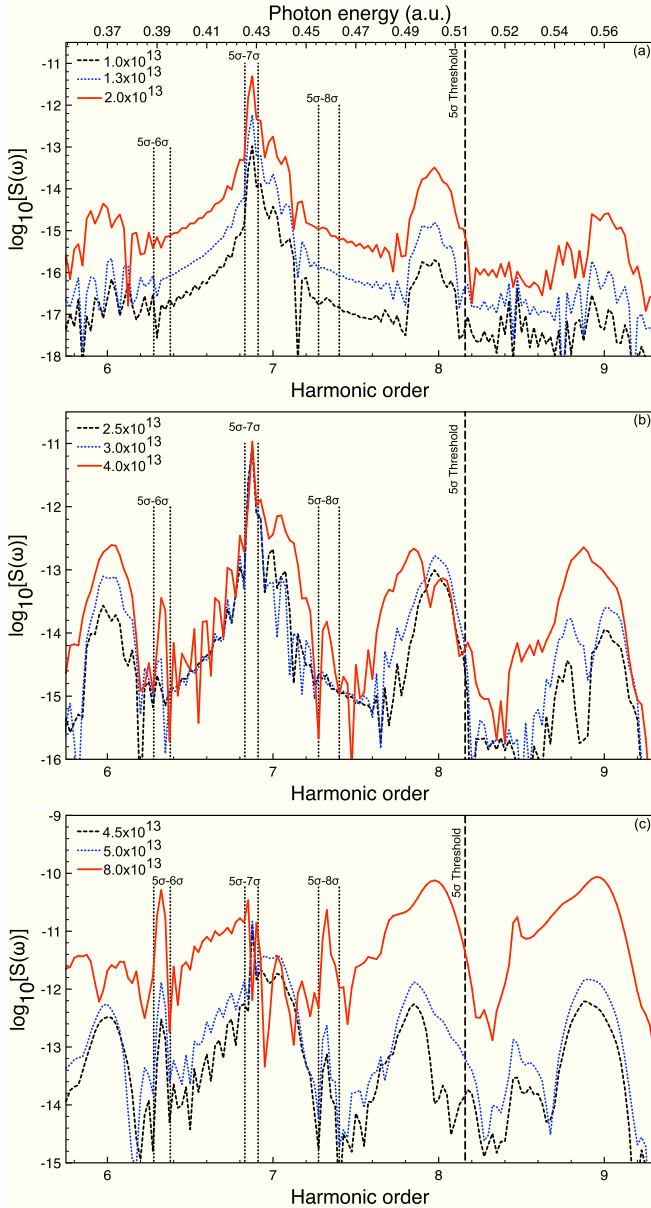 Photon energy (a.u.)
0.37 0.39 0.41 0.43 0.45 0.47 0.49 0.51 0.52 0.54 0.56
(a)
1.0x10^13
1.3x10^13
2.0x10^13
5σ-6σ
5σ-7σ
5σ-8σ
5σ Threshold
log10[S(ω)]
-11
-12
-13
-14
-15
-16
-17
-18
6 7 8 9
Harmonic order
(b)
2.5x10^13
3.0x10^13
4.0x10^13
5σ-6σ
5σ-7σ
5σ-8σ
5σ Threshold
log10[S(ω)]
-11
-12
-13
-14
-15
-16
6 7 8 9
Harmonic order
(c)
4.5x10^13
5.0x10^13
8.0x10^13
5σ-6σ
5σ-7σ
5σ-8σ
5σ Threshold
log10[S(ω)]
-9
-10
-11
-12
-13
-14
-15
6 7 8 9
Harmonic order